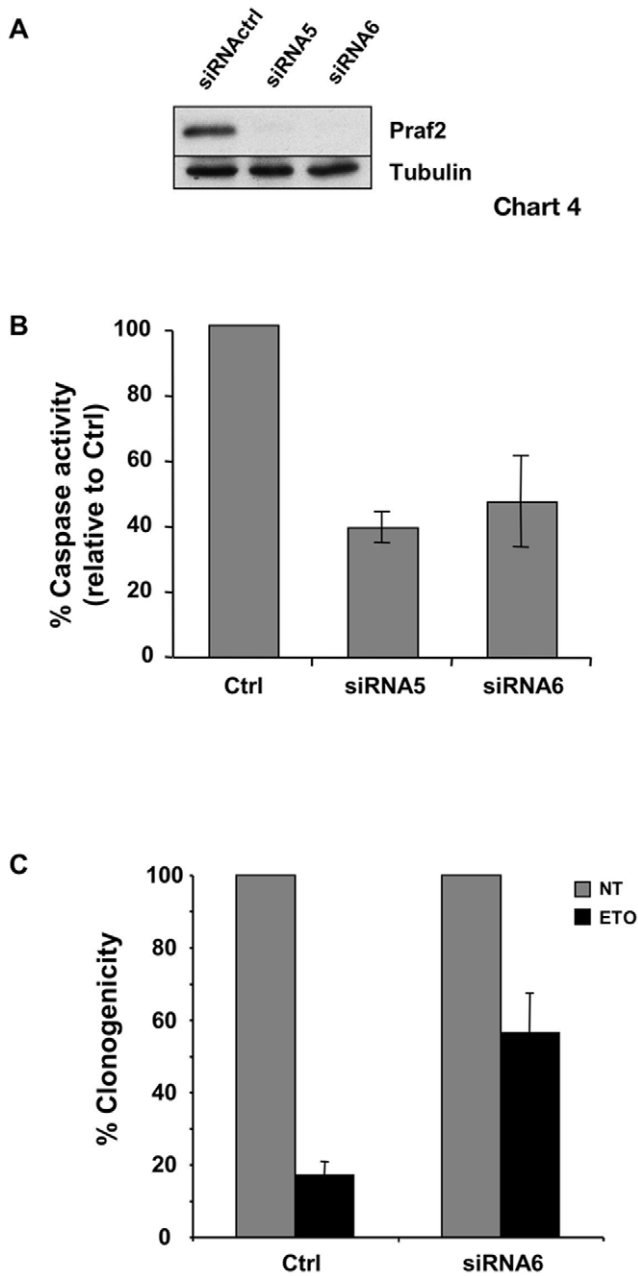 A
siRNActrl
siRNA5
siRNA6
Praf2
Tubulin
Chart 4
B
% Caspase activity
(relative to Ctrl)
100
80
60
40
20
0
Ctrl
siRNA5
siRNA6
C
% Clonogenicity
100
80
60
40
20
0
NT
ETO
Ctrl
siRNA6